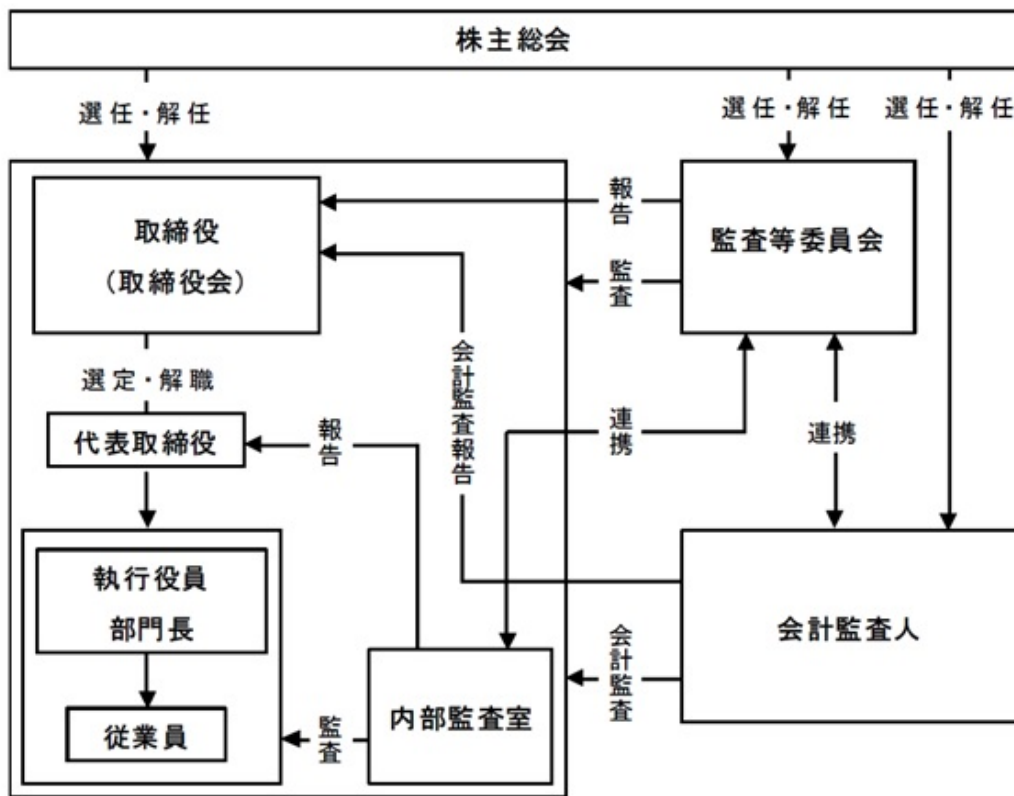 株主総会
選任・解任
選任・解任
選任・解任
取締役
（取締役会）
報告
監査
監査等委員会
選定・解職
会計監査報告
代表取締役
報告
連携
連携
執行役員
部門長
従業員
監査
内部監査室
会計監査
会計監査人